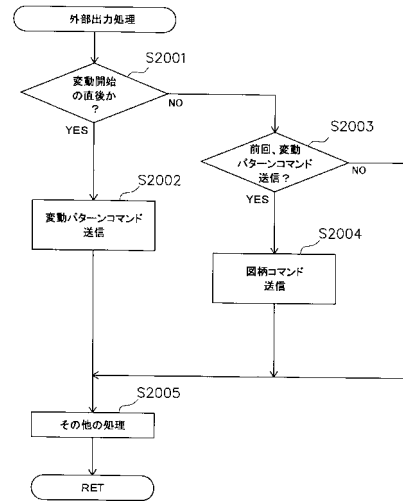 外部出力処理
S2001
変動開始
の直後か
?
NO
YES
S2003
前回、変動
パターンコマンド
送信?
NO
YES
S2002
変動パターンコマンド
送信
S2004
図柄コマンド
送信
S2005
その他の処理
RET